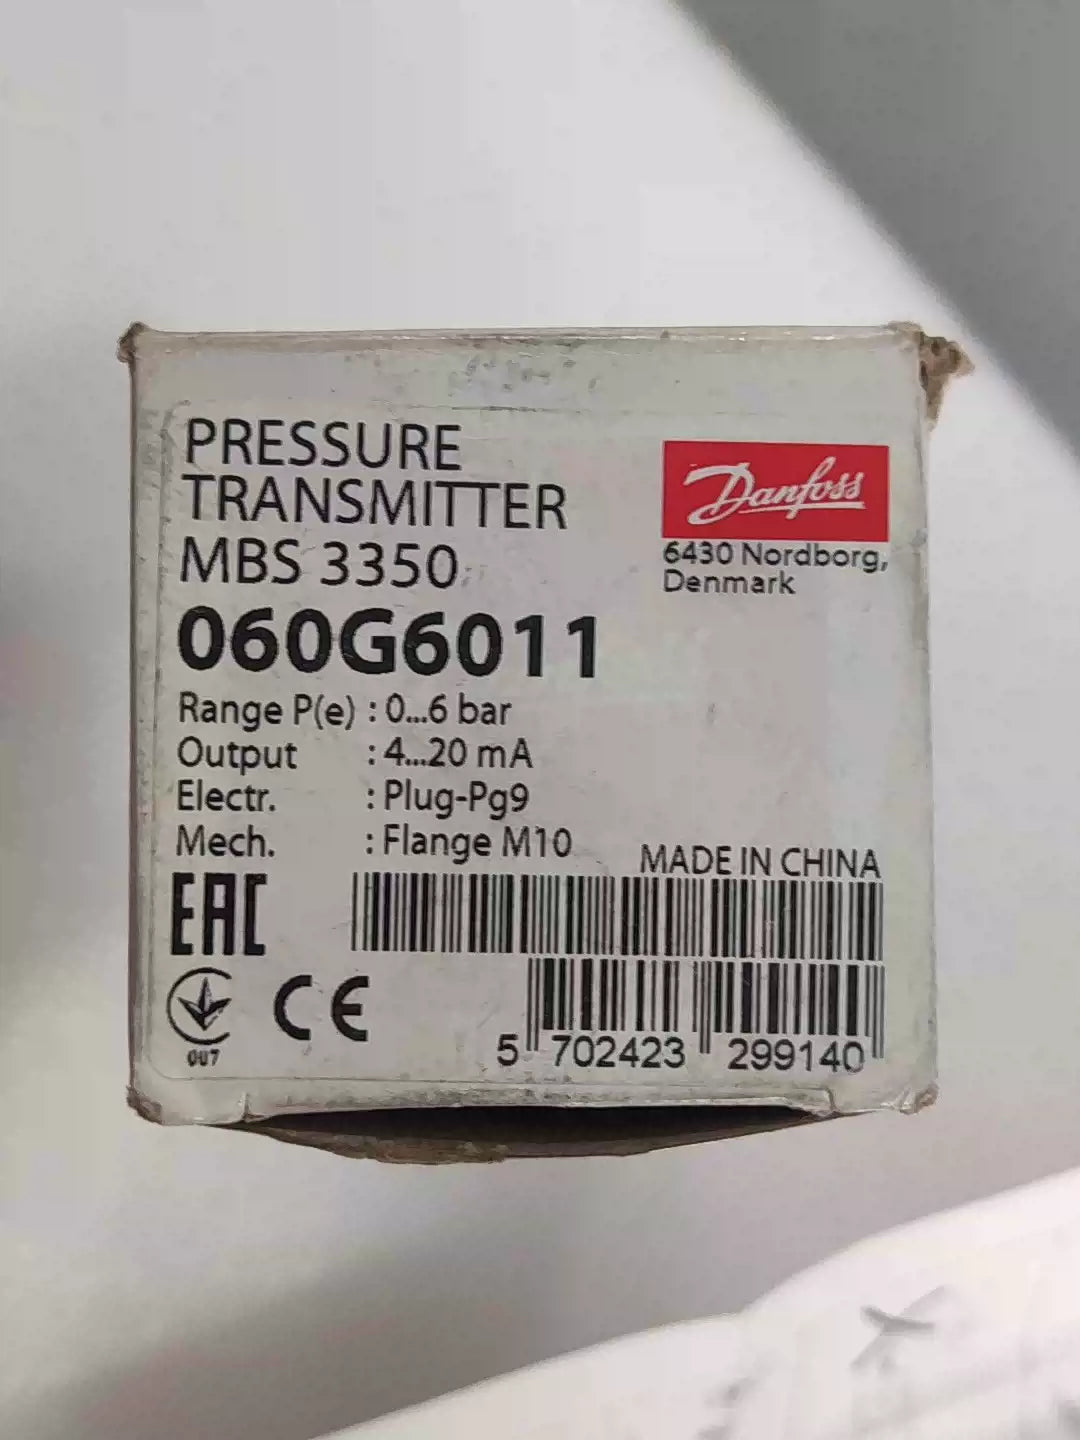 PRESSURE
TRANSMITTER
MBS 3350
060G6011
Danfoss
6430 Nordborg,
Denmark
Range P(e) : 0...6 bar
Output : 4...20 mA
Electr. : Plug-Pg9
Mech. : Flange M10
MADE IN CHINA
EAC
CE
5 702423 299140